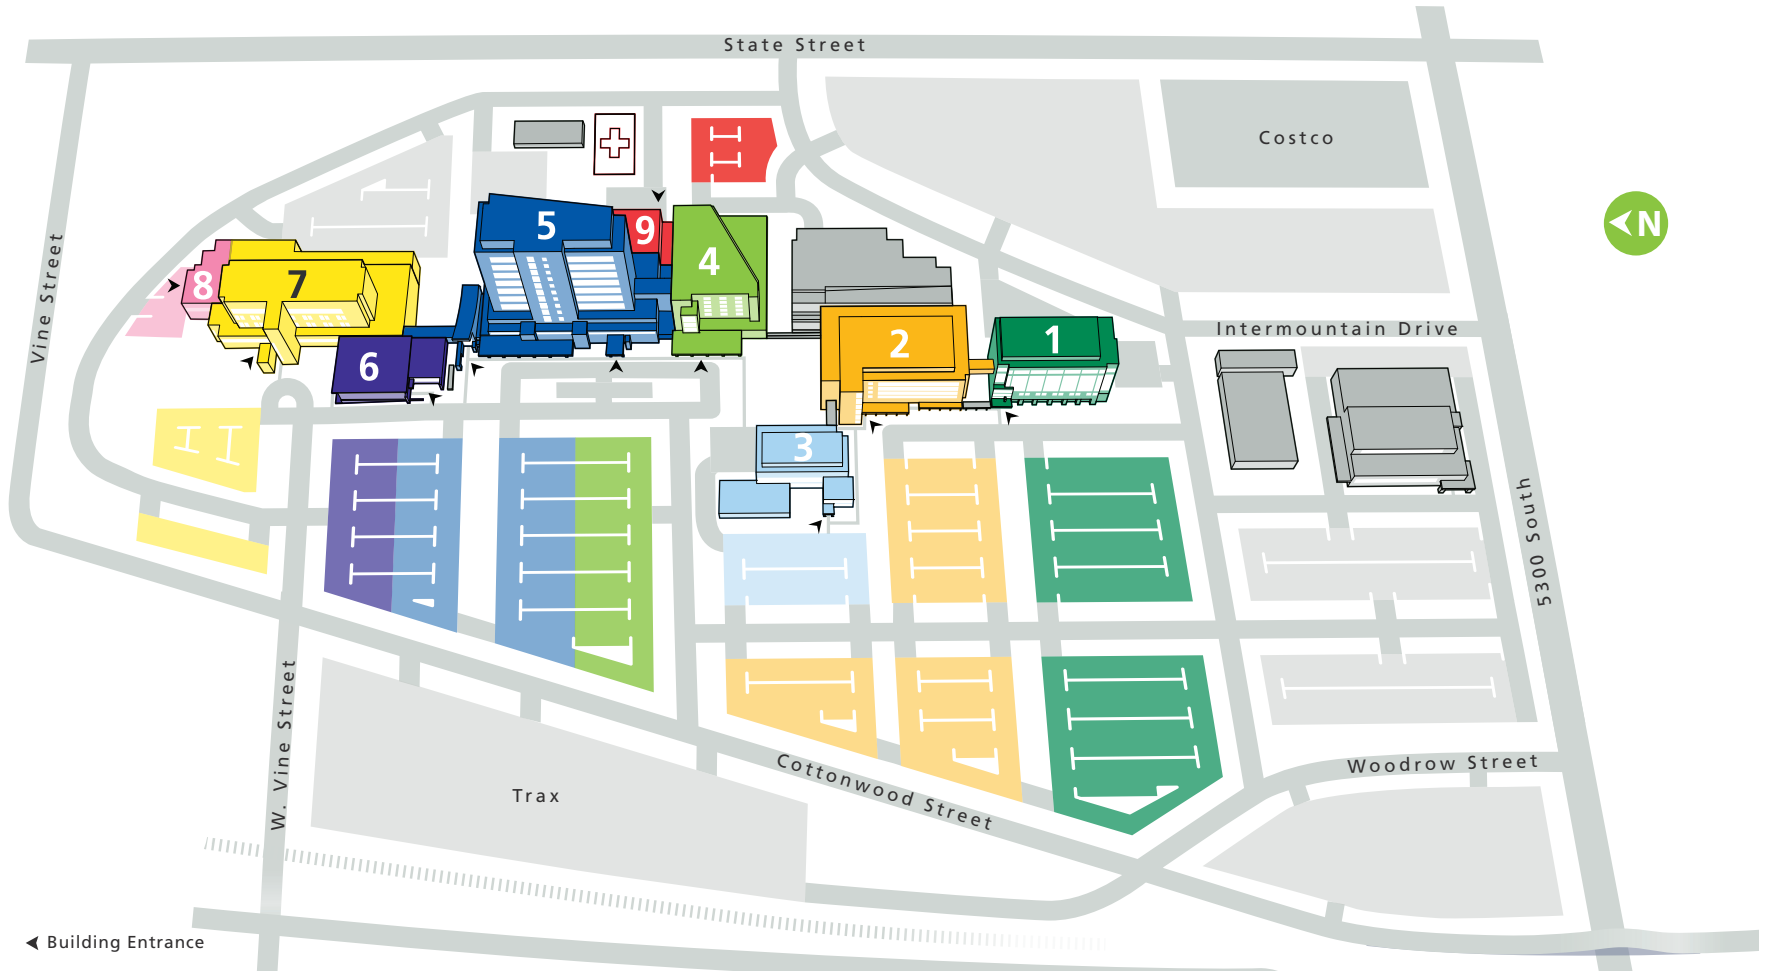 State Street
Costco
N
5
9
4
8
7
Vine Street
Intermountain Drive
2
1
6
3
5300 South
W. Vine Street
Cottonwood Street
Woodrow Street
Trax
Building Entrance